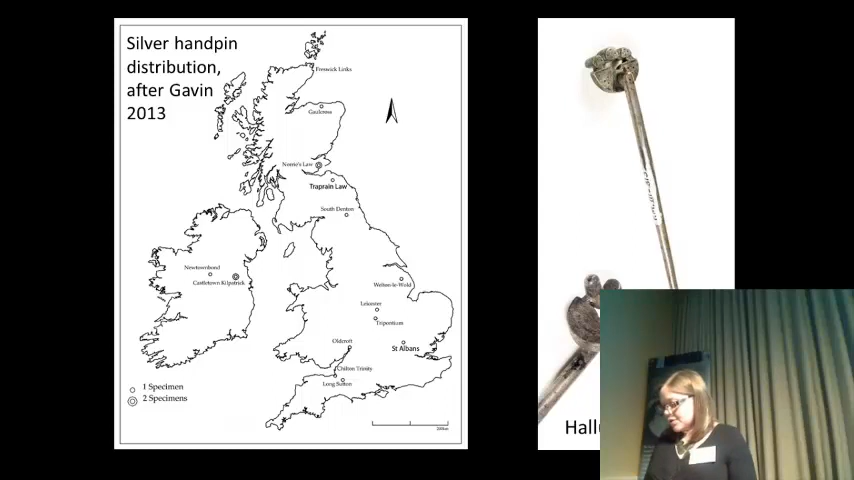 Silver handpin
distribution,
after Gavin
2013
Freswick Links
Gaulcross
Norrie's Law
Traprain Law
South Denton
Newtownbond
Castletown Kilpatrick
Welton-le-Wold
Leicester
Tripontium
Oldcroft
St Albans
Chilton Trinity
Long Sutton
1 Specimen
2 Specimens
Hallu